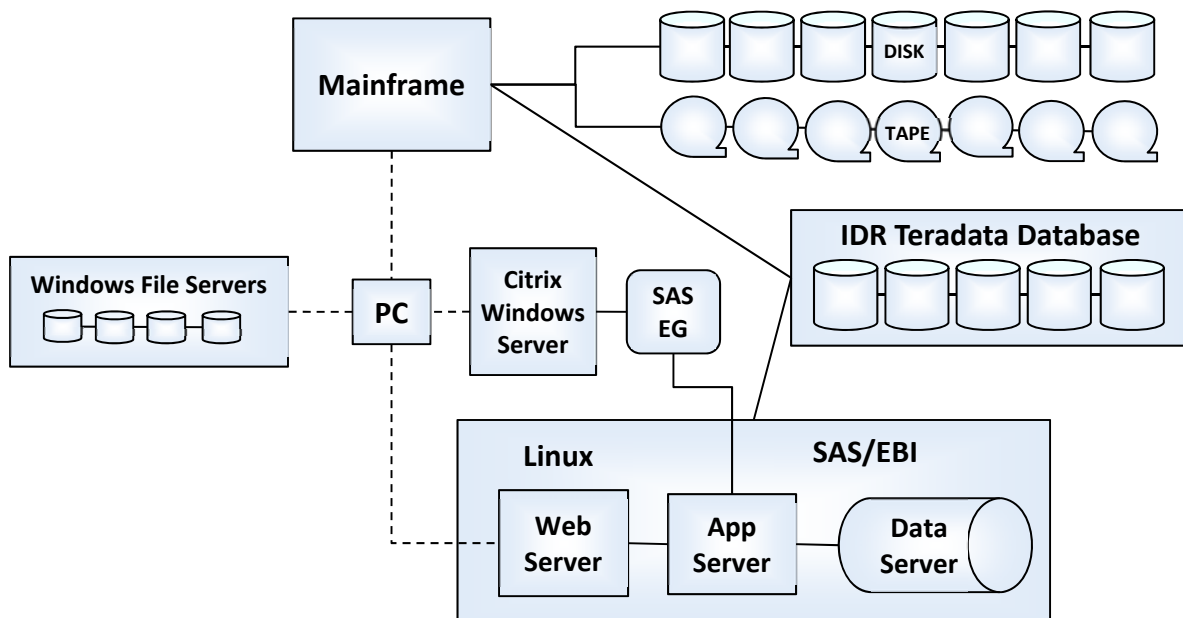 Mainframe
DISK
TAPE
IDR Teradata Database
Windows File Servers
PC
Citrix
Windows
Server
SAS
EG
Linux
SAS/EBI
Web
Server
App
Server
Data
Server